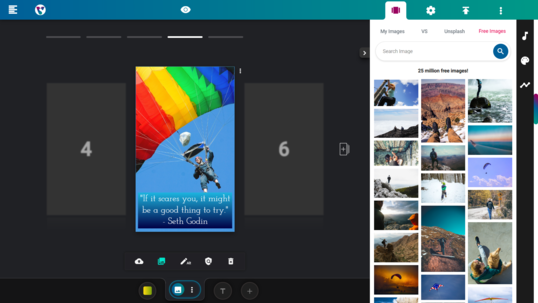 My Images VS Unsplash Free Images
Search Image
25 million free images!
4
"If it scares you, it might
be a good thing to try."
- Seth Godin
6
T